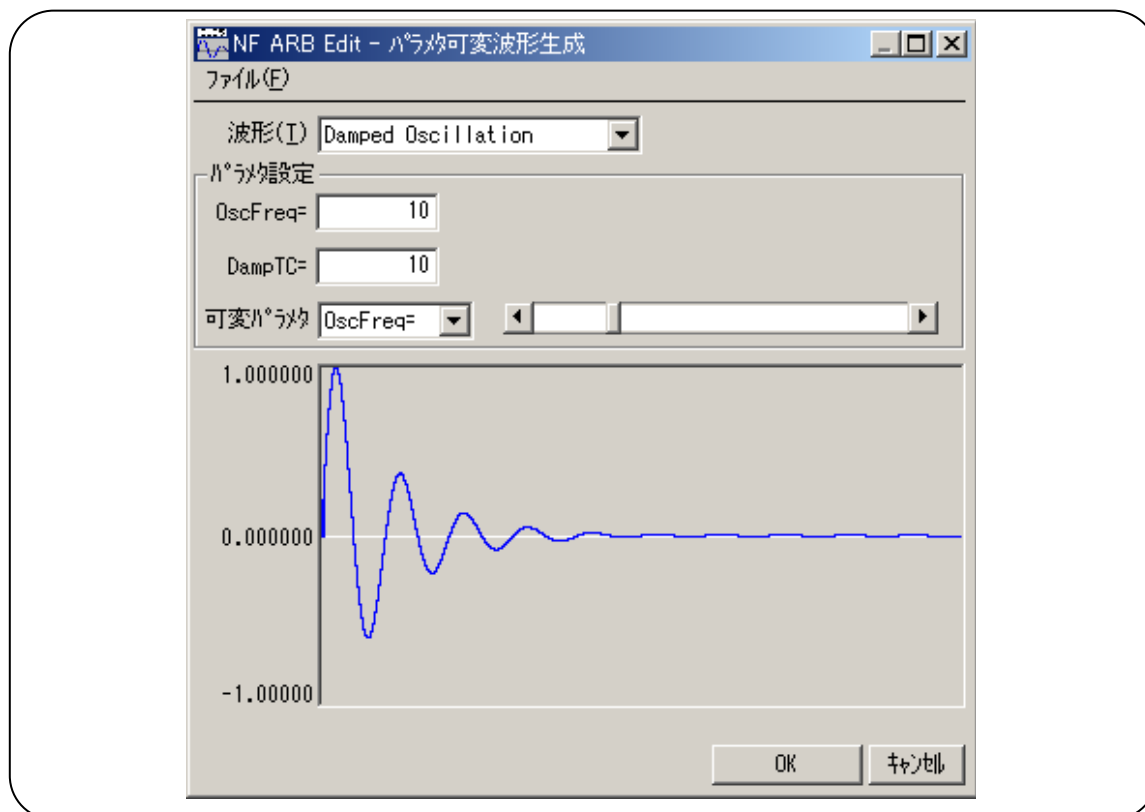 NF ARB Edit - ﾊﾟﾗﾒﾀ可変波形生成
ﾌｧｲﾙ(F)
波形(T) Damped Oscillation
ﾊﾟﾗﾒﾀ設定
OscFreq= 10
DampTC= 10
可変ﾊﾟﾗﾒﾀ OscFreq=
1.000000
0.000000
-1.00000
OK ｷｬﾝｾﾙ